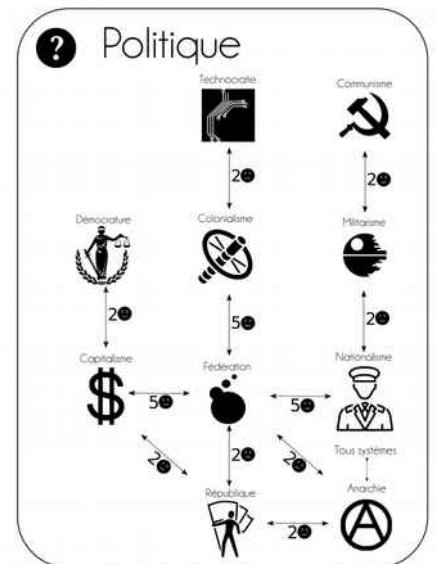 ? Politique
Technocratie
Communisme
2
2
Démocrature
Colonialisme
Militarisme
2
5
2
Capitalisme
Fédération
Nationalisme
$
5
5
2
2
2
Tous systèmes
République
Anarchie
2
A